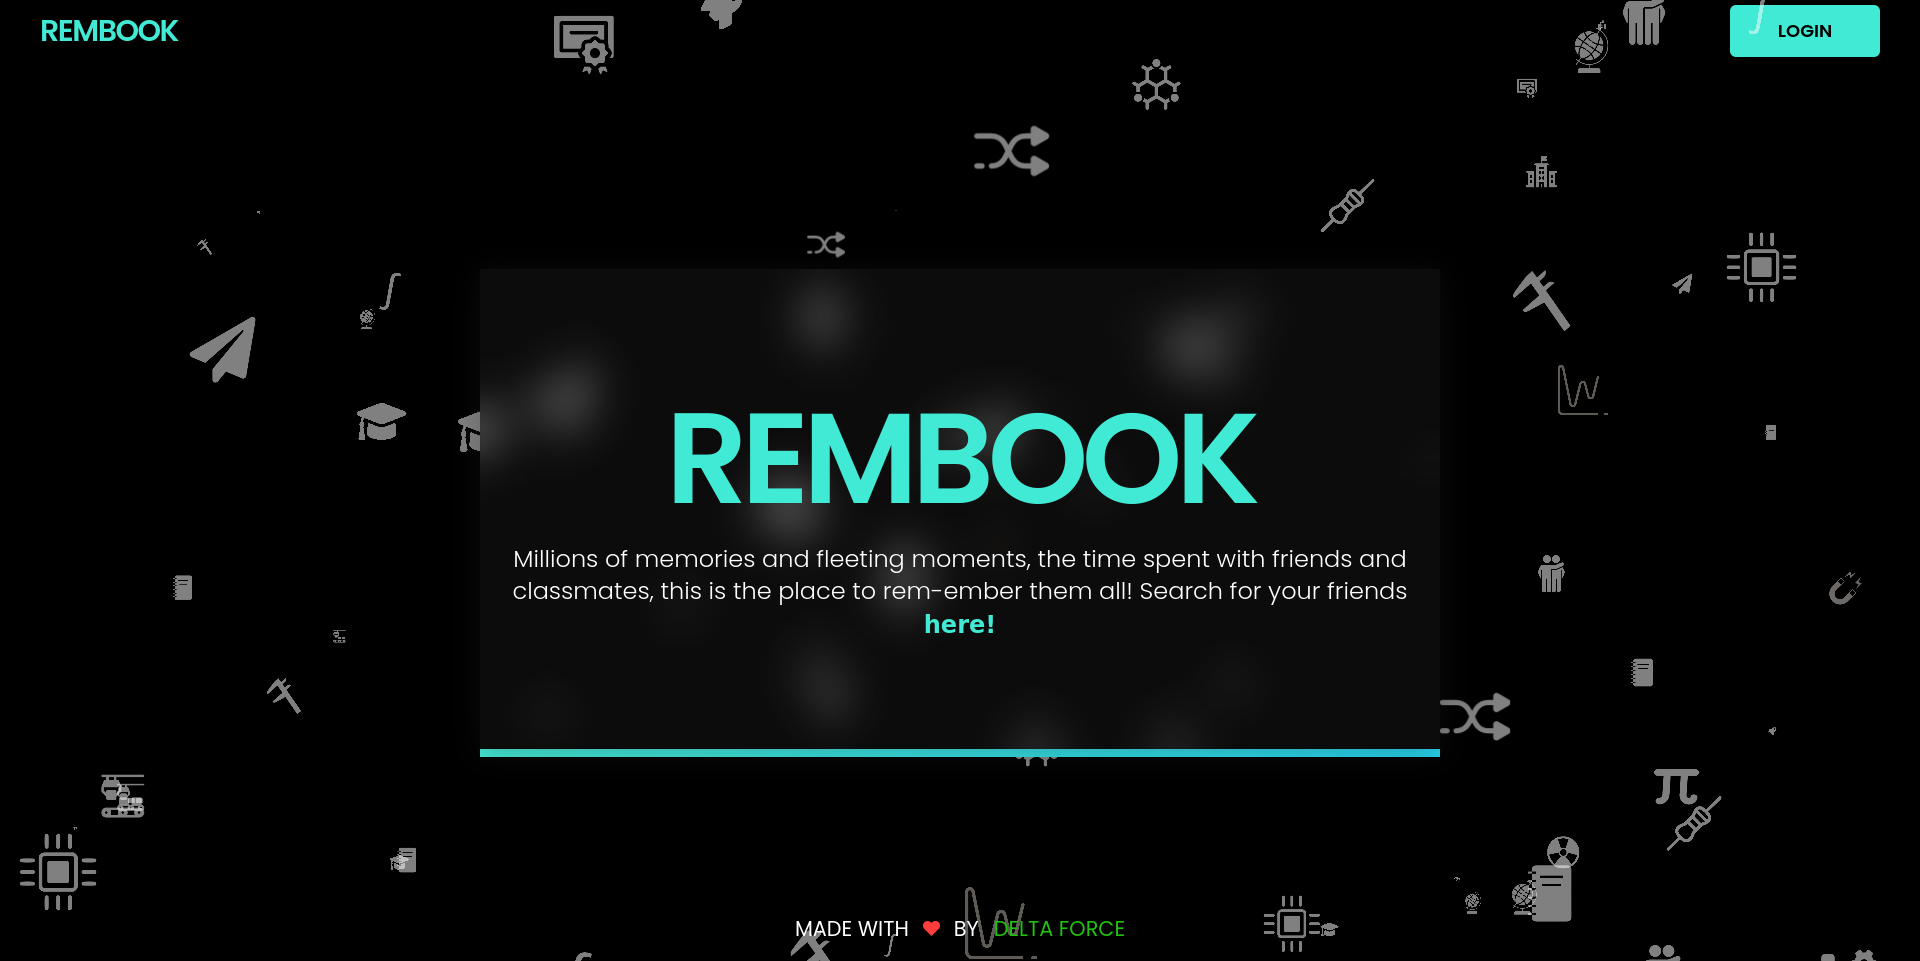 REMBOOK
LOGIN
REMBOOK
Millions of memories and fleeting moments, the time spent with friends and
classmates, this is the place to rem-ember them all! Search for your friends
here!
MADE WITH ❤ BY DELTA FORCE